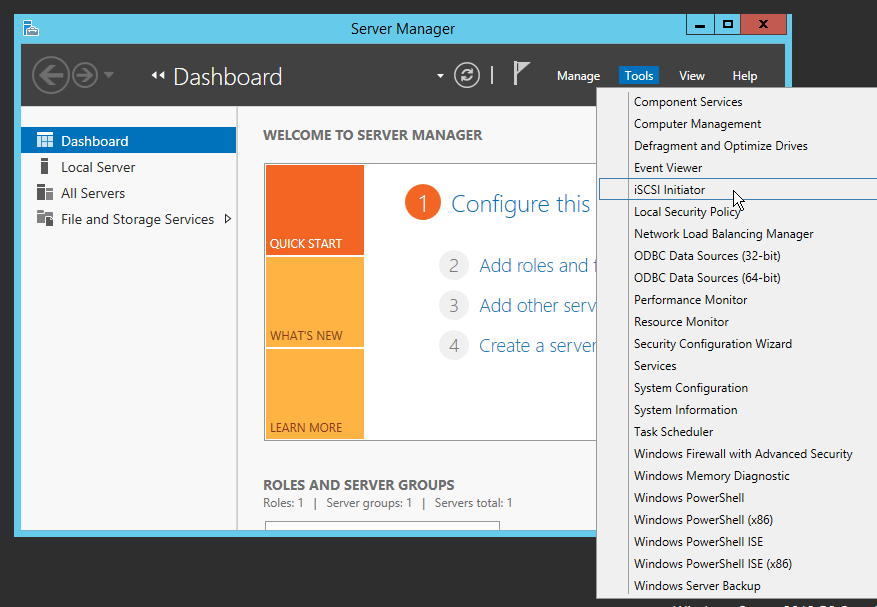 Server Manager
Dashboard
Manage
Tools
View
Help
Dashboard
Local Server
All Servers
File and Storage Services
WELCOME TO SERVER MANAGER
QUICK START
WHAT'S NEW
LEARN MORE
1 Configure this
2 Add roles and
3 Add other serv
4 Create a server
ROLES AND SERVER GROUPS
Roles: 1 | Server groups: 1 | Servers total: 1
Component Services
Computer Management
Defragment and Optimize Drives
Event Viewer
iSCSI Initiator
Local Security Policy
Network Load Balancing Manager
ODBC Data Sources (32-bit)
ODBC Data Sources (64-bit)
Performance Monitor
Resource Monitor
Security Configuration Wizard
Services
System Configuration
System Information
Task Scheduler
Windows Firewall with Advanced Security
Windows Memory Diagnostic
Windows PowerShell
Windows PowerShell (x86)
Windows PowerShell ISE
Windows PowerShell ISE (x86)
Windows Server Backup